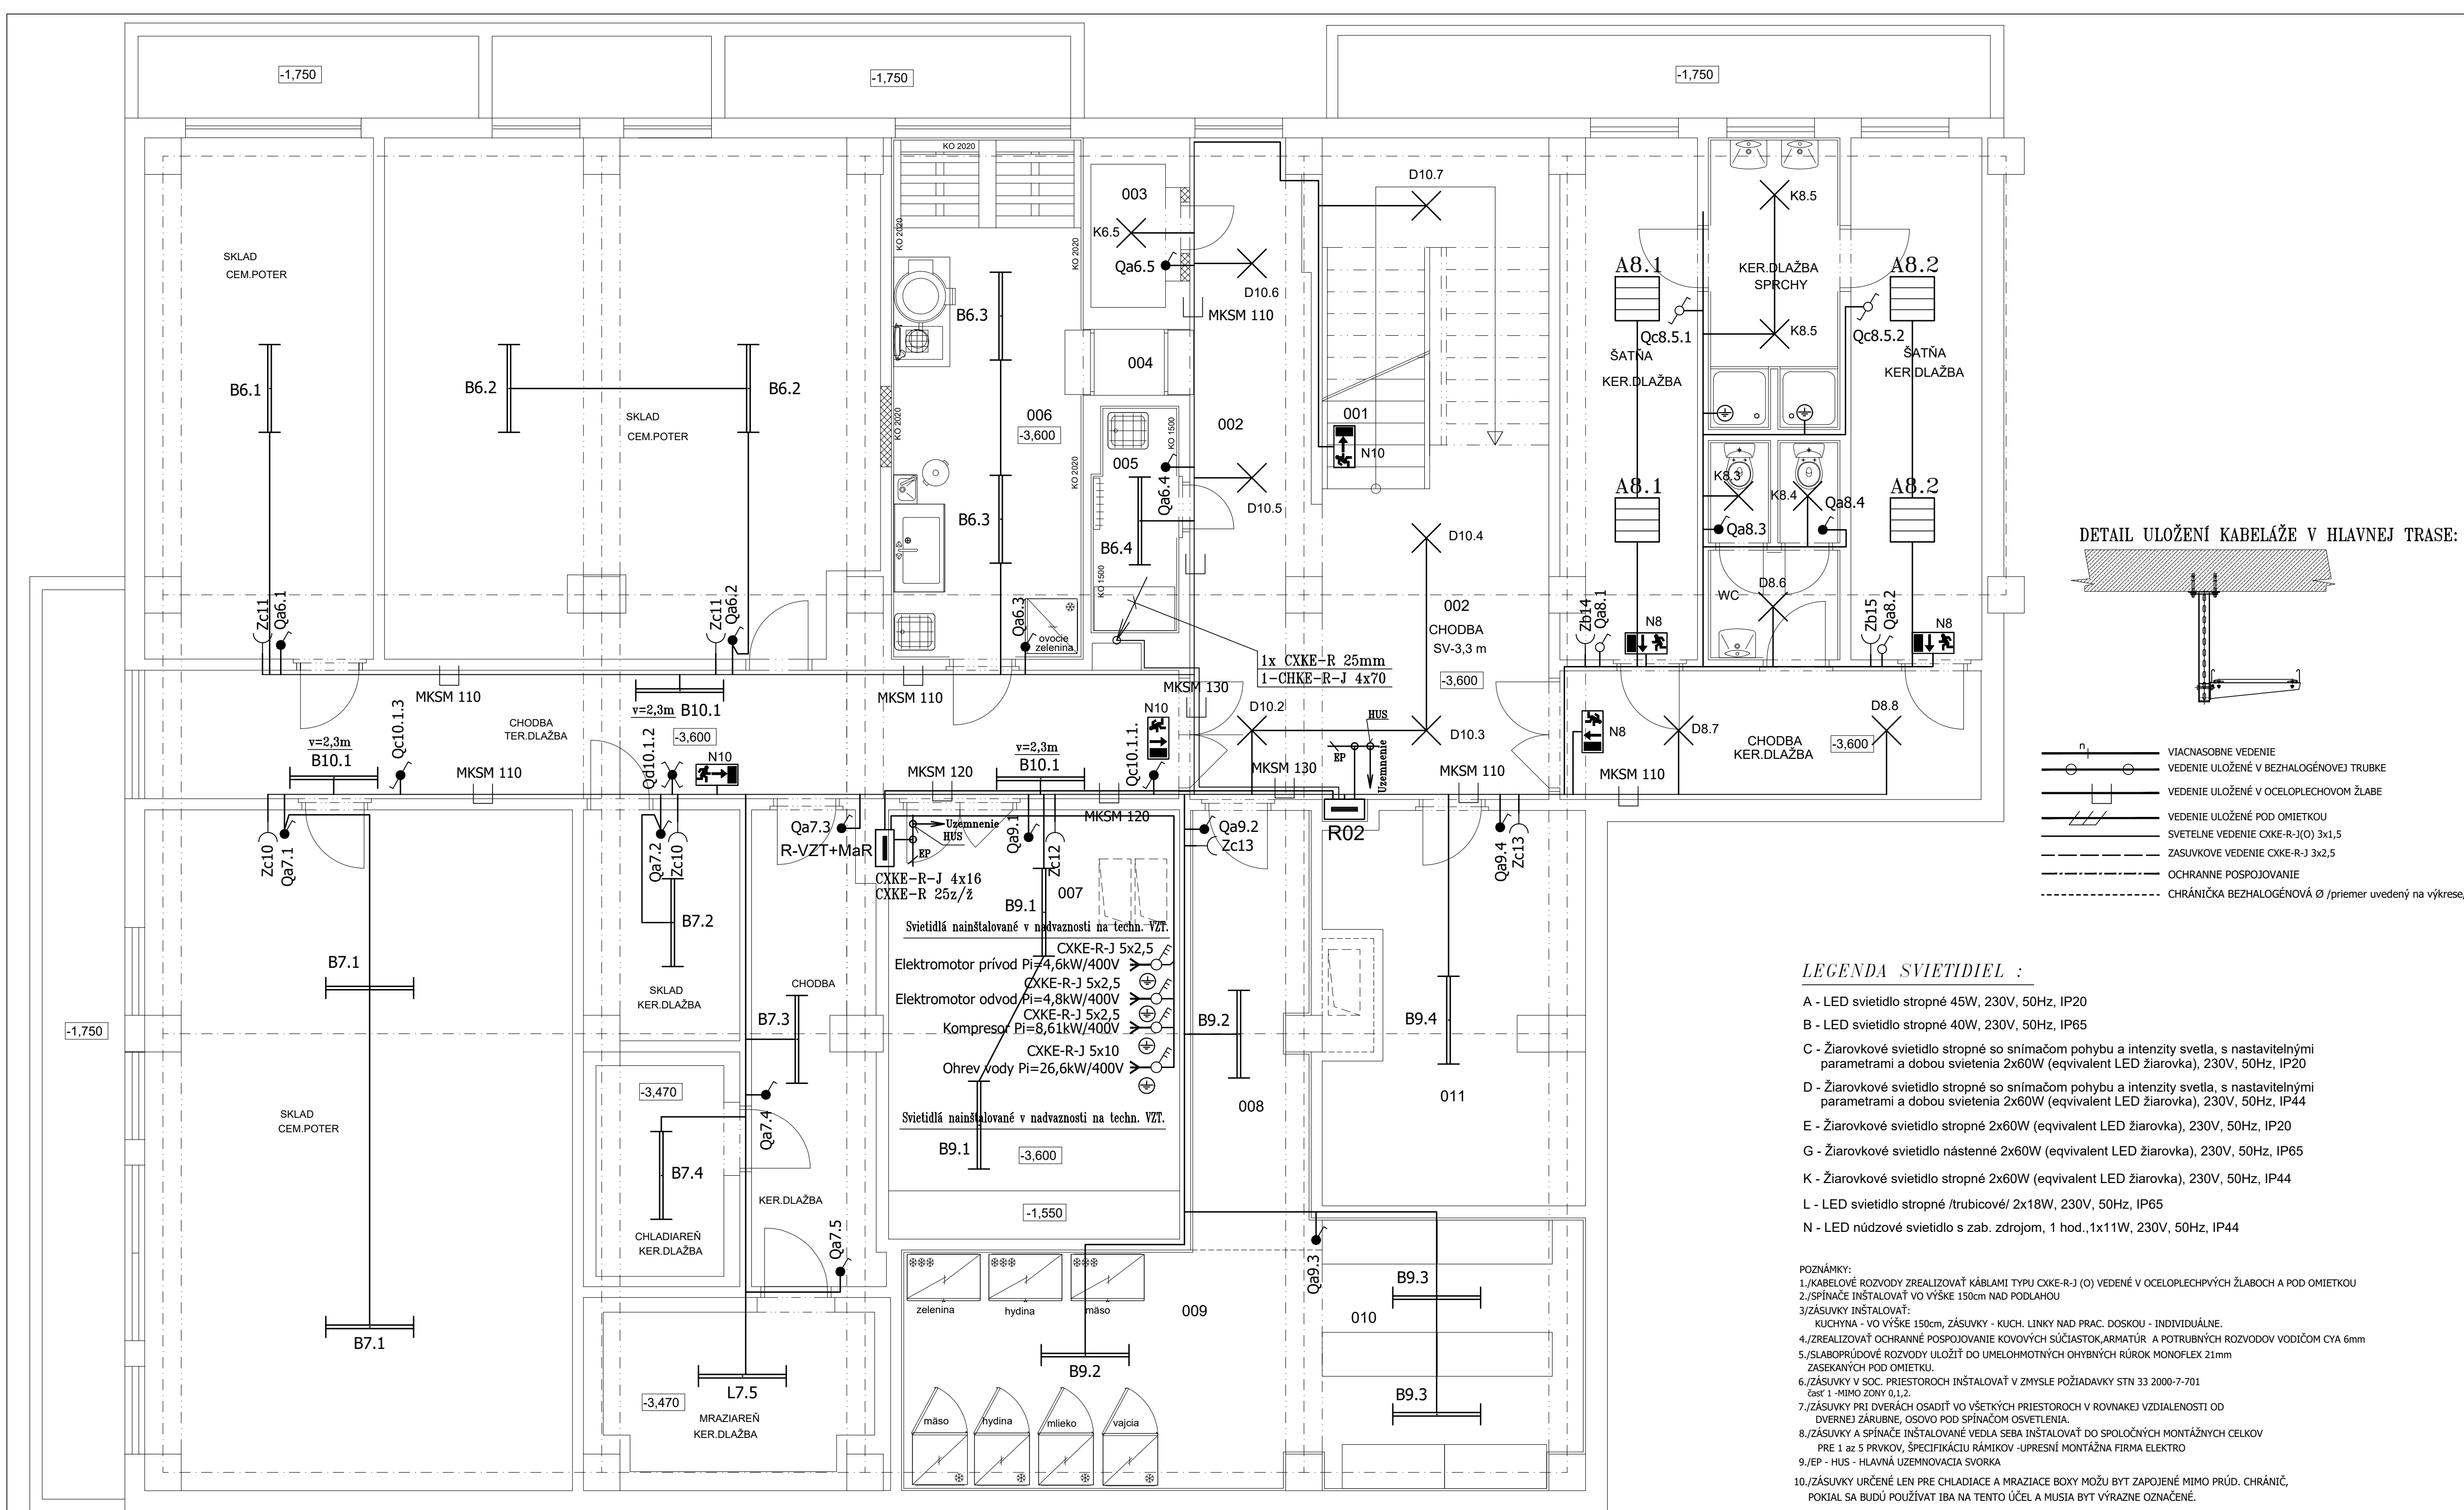 -1,750
-1,750
-1,750
KO 2020
003
D10.7
K8.5
K6.5
KO 2020
KO 2020
SKLAD
CEM.POTER
Qa6.5
D10.6
A8.1
KER.DLAŽBA
SPRCHY
A8.2
B6.3
MKSM 110
K8.5
Qc8.5.1
Qc8.5.2
ŠATŇA
KER.DLAŽBA
ŠATŇA
KER.DLAŽBA
004
B6.1
B6.2
B6.2
SKLAD
CEM.POTER
KO 2020
006
-3,600
KO 1500
002
001
N10
005
KO 2020
Qa6.4
D10.5
A8.1
K8.3
K8.4
Qa8.4
A8.2
B6.3
Qa8.3
B6.4
D10.4
KO 1500
D8.6
WC
Zc11
Qa6.1
Zc11
Qa6.2
Qa6.3
ovocie
zelenina
002
CHODBA
SV-3,3 m
-3,600
Zb14
Qa8.1
N8
Zb15
Qa8.2
N8
1x CXKE-R 25mm
1-CHKE-R-J 4x70
MKSM 110
v=2,3m B10.1
MKSM 110
MKSM 130
CHODBA
TER.DLAŽBA
Qc10.1.3
Qd10.1.2
-3,600
N10
D10.2
HUS
D10.3
EP
Uzemnenie
N8
D8.7
D8.8
CHODBA
KER.DLAŽBA
-3,600
v=2,3m
B10.1
MKSM 110
N10
MKSM 120
v=2,3m
B10.1
Qc10.1.1.
MKSM 130
MKSM 110
MKSM 110
Zc10
Qa7.1
Qa7.2
Zc10
Qa7.3
R-VZT+MaR
Uzemnenie
HUS
EP
Qa9.1
MKSM 120
Zc12
Qa9.2
Zc13
R02
Qa9.4
Zc13
CXKE-R-J 4x16
CXKE-R 25z/ž
007
B9.1
B7.2
Svietidlá nainštalované v nadvaznosti na techn. VZT.
CXKE-R-J 5x2,5
Elektromotor prívod Pi=4,6kW/400V
CXKE-R-J 5x2,5
Elektromotor odvod Pi=4,8kW/400V
CXKE-R-J 5x2,5
Kompresor Pi=8,61kW/400V
CXKE-R-J 5x10
Ohrev vody Pi=26,6kW/400V
Svietidlá nainštalované v nadvaznosti na techn. VZT.
B9.1
-3,600
-1,550
B7.1
SKLAD
KER.DLAŽBA
CHODBA
B7.3
B9.2
B9.4
-1,750
-3,470
SKLAD
CEM.POTER
Qa7.4
008
011
B7.4
KER.DLAŽBA
CHLADIAREŇ
KER.DLAŽBA
Qa7.5
Qa9.3
B9.3
zelenina
hydina
mäso
009
010
B7.1
B9.2
L7.5
B9.3
-3,470
MRAZIAREŇ
KER.DLAŽBA
mäso
hydina
mlieko
vajcia
DETAIL ULOŽENÍ KABELÁŽE V HLAVNEJ TRASE:
n
VIACNASOBNE VEDENIE
VEDENIE ULOŽENÉ V BEZHALOGÉNOVEJ TRUBKE
VEDENIE ULOŽENÉ V OCELOPLECHOVOM ŽLABE
VEDENIE ULOŽENÉ POD OMIETKOU
SVETELNE VEDENIE CXKE-R-J(O) 3x1,5
ZASUVKOVE VEDENIE CXKE-R-J 3x2,5
OCHRANNE POSPOJOVANIE
CHRÁNIČKA BEZHALOGÉNOVÁ Ø /priemer uvedený na výkrese,
LEGENDA SVIETIDIEL :
A - LED svietidlo stropné 45W, 230V, 50Hz, IP20
B - LED svietidlo stropné 40W, 230V, 50Hz, IP65
C - Žiarovkové svietidlo stropné so snímačom pohybu a intenzity svetla, s nastavitelnými
parametrami a dobou svietenia 2x60W (eqvivalent LED žiarovka), 230V, 50Hz, IP20
D - Žiarovkové svietidlo stropné so snímačom pohybu a intenzity svetla, s nastavitelnými
parametrami a dobou svietenia 2x60W (eqvivalent LED žiarovka), 230V, 50Hz, IP44
E - Žiarovkové svietidlo stropné 2x60W (eqvivalent LED žiarovka), 230V, 50Hz, IP20
G - Žiarovkové svietidlo nástenné 2x60W (eqvivalent LED žiarovka), 230V, 50Hz, IP65
K - Žiarovkové svietidlo stropné 2x60W (eqvivalent LED žiarovka), 230V, 50Hz, IP44
L - LED svietidlo stropné /trubicové/ 2x18W, 230V, 50Hz, IP65
N - LED núdzové svietidlo s zab. zdrojom, 1 hod.,1x11W, 230V, 50Hz, IP44
POZNÁMKY:
1./KABELOVÉ ROZVODY ZREALIZOVAŤ KÁBLAMI TYPU CXKE-R-J (O) VEDENÉ V OCELOPLECHPVÝCH ŽLABOCH A POD OMIETKOU
2./SPÍNAČE INŠTALOVAŤ VO VÝŠKE 150cm NAD PODLAHOU
3/ZÁSUVKY INŠTALOVAŤ:
KUCHYNA - VO VÝŠKE 150cm, ZÁSUVKY - KUCH. LINKY NAD PRAC. DOSKOU - INDIVIDUÁLNE.
4./ZREALIZOVAŤ OCHRANNÉ POSPOJOVANIE KOVOVÝCH SÚČIASTOK,ARMATÚR A POTRUBNÝCH ROZVODOV VODIČOM CYA 6mm
5./SLABOPRÚDOVÉ ROZVODY ULOŽIŤ DO UMELOHMOTNÝCH OHYBNÝCH RÚROK MONOFLEX 21mm
ZASEKANÝCH POD OMIETKU.
6./ZÁSUVKY V SOC. PRIESTOROCH INŠTALOVAŤ V ZMYSLE POŽIADAVKY STN 33 2000-7-701
časť 1 -MIMO ZONY 0,1,2.
7./ZÁSUVKY PRI DVERÁCH OSADIŤ VO VŠETKÝCH PRIESTOROCH V ROVNAKEJ VZDIALENOSTI OD
DVERNEJ ZÁRUBNE, OSOVO POD SPÍNAČOM OSVETLENIA.
8./ZÁSUVKY A SPÍNAČE INŠTALOVANÉ VEDLA SEBA INŠTALOVAŤ DO SPOLOČNÝCH MONTÁŽNYCH CELKOV
PRE 1 az 5 PRVKOV, ŠPECIFIKÁCIU RÁMIKOV -UPRESNÍ MONTÁŽNA FIRMA ELEKTRO
9./EP - HUS - HLAVNÁ UZEMNOVACIA SVORKA
10./ZÁSUVKY URČENÉ LEN PRE CHLADIACE A MRAZIACE BOXY MOŽU BYT ZAPOJENÉ MIMO PRÚD. CHRÁNIČ,
POKIAL SA BUDÚ POUŽÍVAT IBA NA TENTO ÚČEL A MUSIA BYT VÝRAZNE OZNAČENÉ.